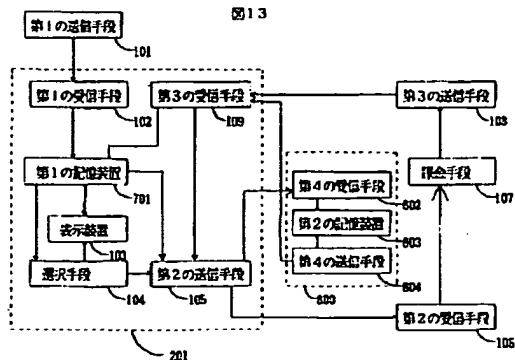 図13
第1の送信手段
101
第1の受信手段
102
第3の受信手段
109
第3の送信手段
108
第1の記憶装置
701
第4の受信手段
602
課金手段
107
表示装置
103
第2の記憶装置
603
選択手段
104
第2の送信手段
105
第4の送信手段
604
603
第2の受信手段
106
201